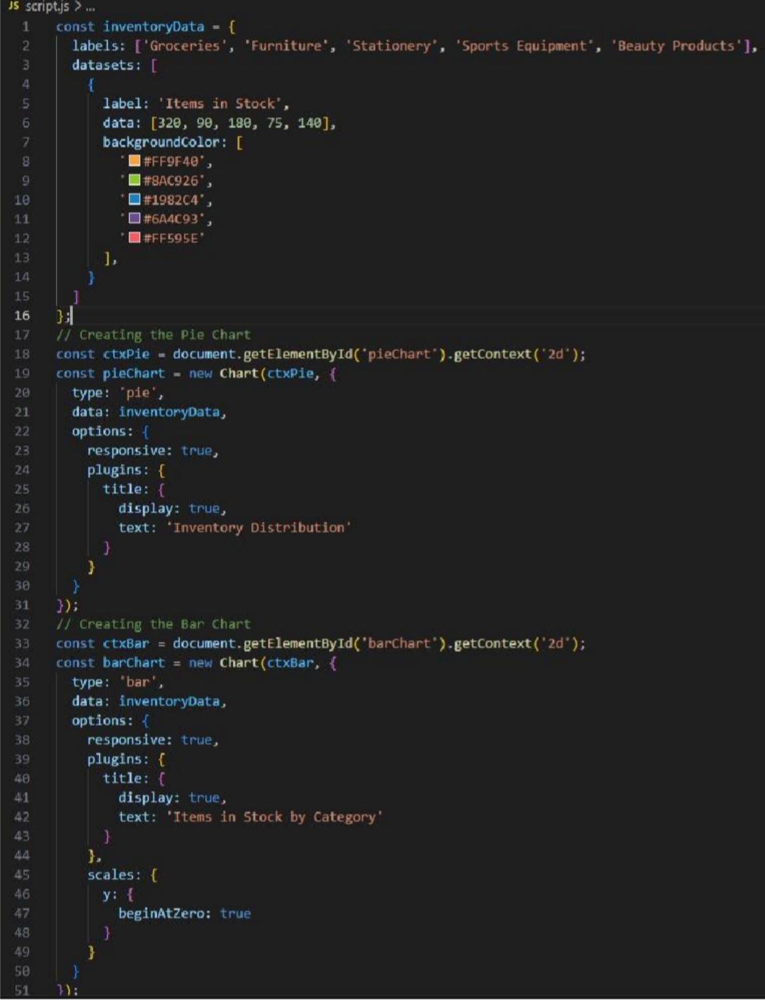 JS script.js > ...
1 const inventoryData = {
2 labels: ['Groceries', 'Furniture', 'Stationery', 'Sports Equipment', 'Beauty Products'],
3 datasets: [
4 {
5 label: 'Items in Stock',
6 data: [320, 90, 180, 75, 140],
7 backgroundColor: [
8 '#FF9F40',
9 '#8AC926',
10 '#1982C4',
11 '#6A4C93',
12 '#FF595E'
13 ],
14 }
15 ]
16 };
17 // Creating the Pie Chart
18 const ctxPie = document.getElementById('pieChart').getContext('2d');
19 const pieChart = new Chart(ctxPie, {
20 type: 'pie',
21 data: inventoryData,
22 options: {
23 responsive: true,
24 plugins: {
25 title: {
26 display: true,
27 text: 'Inventory Distribution'
28 }
29 }
30 }
31 });
32 // Creating the Bar Chart
33 const ctxBar = document.getElementById('barChart').getContext('2d');
34 const barChart = new Chart(ctxBar, {
35 type: 'bar',
36 data: inventoryData,
37 options: {
38 responsive: true,
39 plugins: {
40 title: {
41 display: true,
42 text: 'Items in Stock by Category'
43 }
44 },
45 scales: {
46 y: {
47 beginAtZero: true
48 }
49 }
50 }
51 });